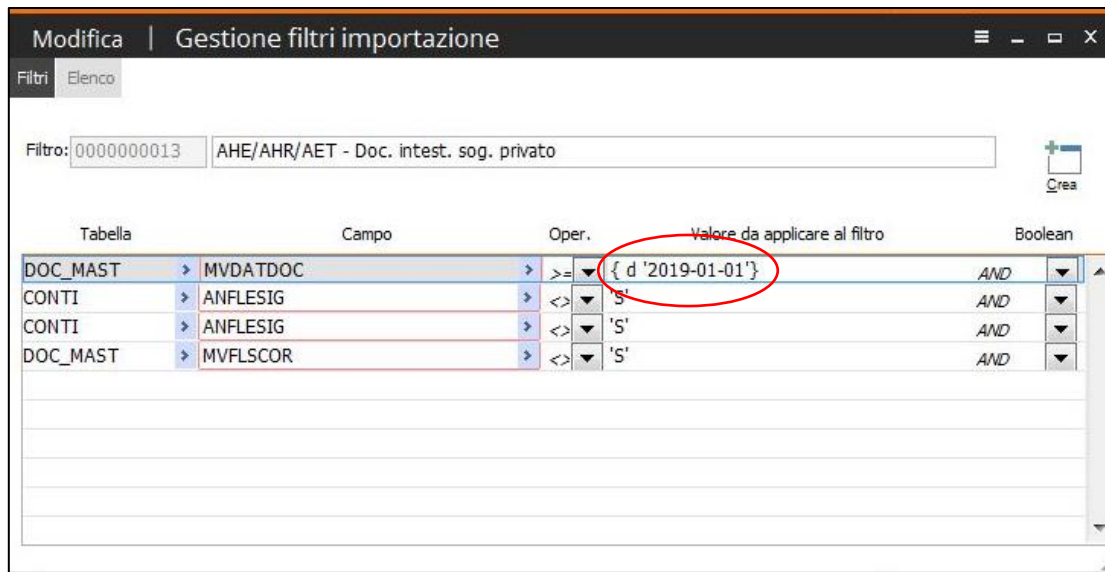 Modifica | Gestione filtri importazione
Filtri Elenco
Filtro: 0000000013 AHE/AHR/AET - Doc. intest. sog. privato
Crea
Tabella Campo Oper. Valore da applicare al filtro Boolean
DOC_MAST MVDATDOC >= { d '2019-01-01'} AND
CONTI ANFLESIG <> 'S' AND
CONTI ANFLESIG <> 'S' AND
DOC_MAST MVFLSCOR <> 'S' AND